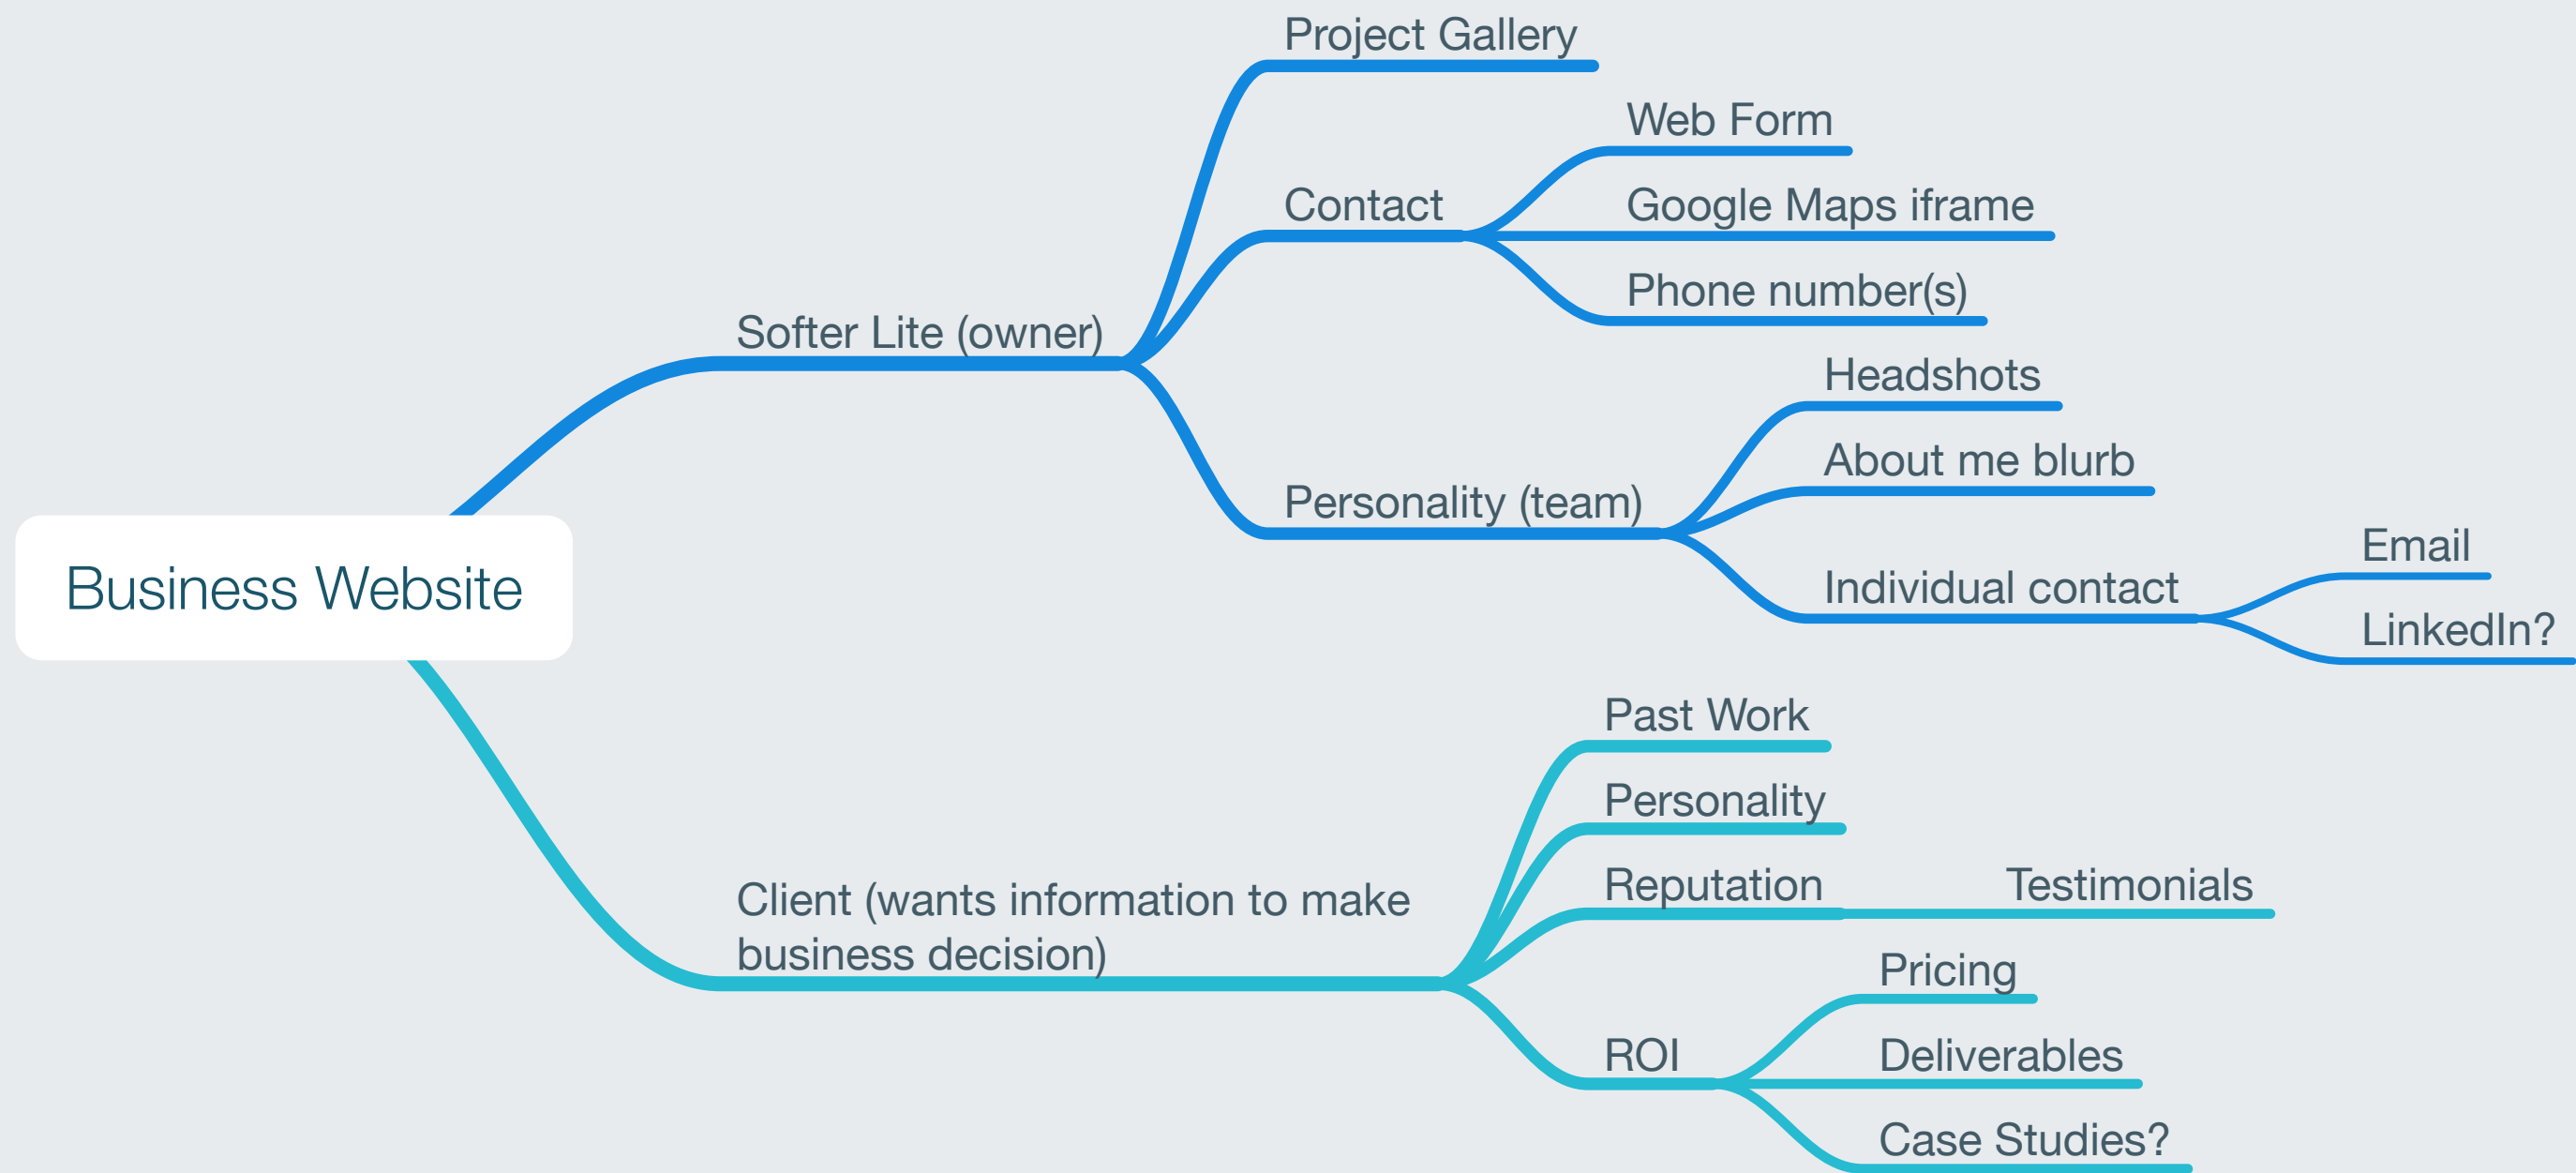 Project Gallery
Web Form
Contact
Google Maps iframe
Phone number(s)
Softer Lite (owner)
Headshots
About me blurb
Personality (team)
Individual contact
Email
LinkedIn?
Business Website
Past Work
Personality
Reputation
Testimonials
Client (wants information to make
business decision)
Pricing
ROI
Deliverables
Case Studies?